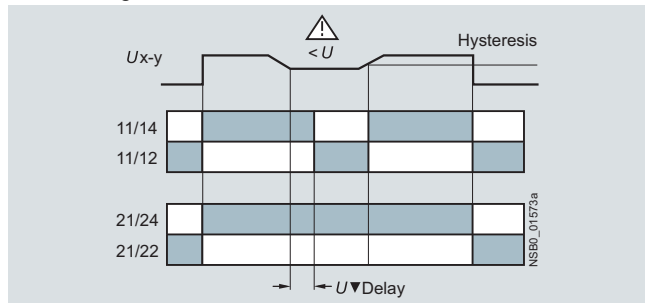 < U
Hysteresis
Ux-y
11/14
11/12
21/24
21/22
U▼Delay
NSB0_01573a